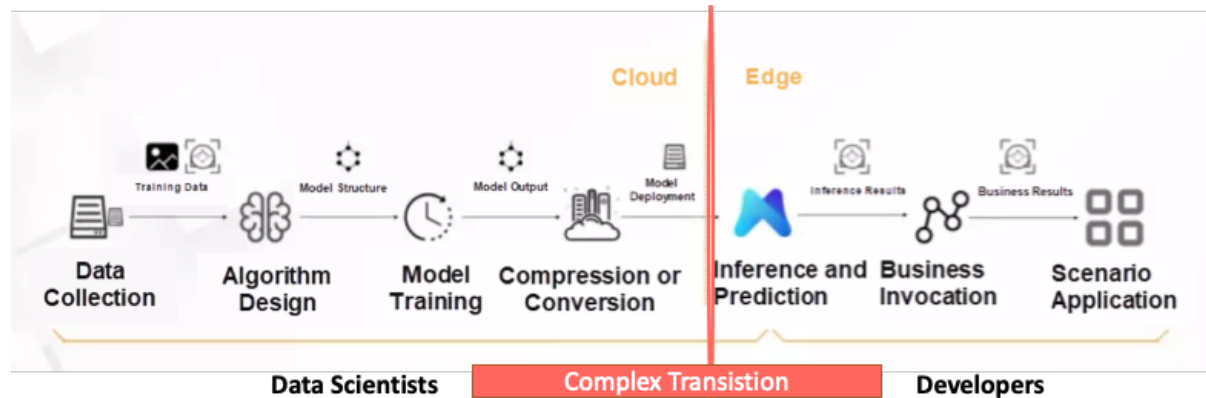 Cloud
Edge
Training Data
Model Structure
Model Output
Model
Deployment
Inference Results
Business Results
Data
Collection
Algorithm
Design
Model
Training
Compression or
Conversion
Inference and
Prediction
Business
Invocation
Scenario
Application
Data Scientists
Complex Transistion
Developers